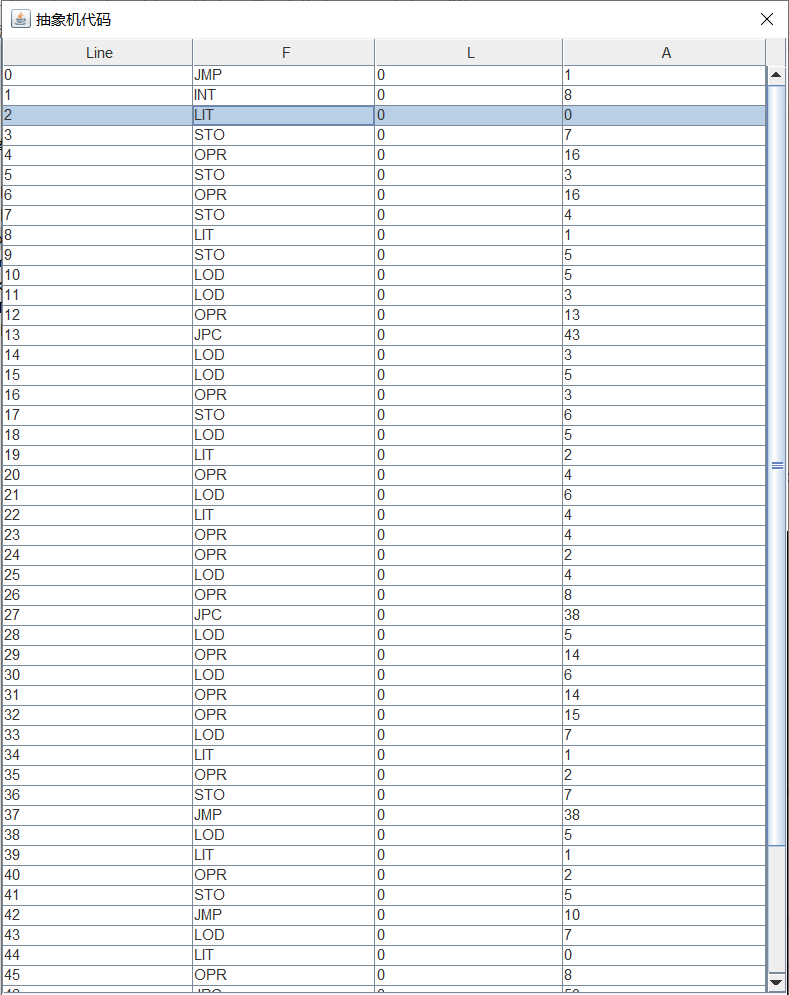 抽象机代码
Line F L A
0 JMP 0 1
1 INT 0 8
2 LIT 0 0
3 STO 0 7
4 OPR 0 16
5 STO 0 3
6 OPR 0 16
7 STO 0 4
8 LIT 0 1
9 STO 0 5
10 LOD 0 5
11 LOD 0 3
12 OPR 0 13
13 JPC 0 43
14 LOD 0 3
15 LOD 0 5
16 OPR 0 3
17 STO 0 6
18 LOD 0 5
19 LIT 0 2
20 OPR 0 4
21 LOD 0 6
22 LIT 0 4
23 OPR 0 4
24 OPR 0 2
25 LOD 0 4
26 OPR 0 8
27 JPC 0 38
28 LOD 0 5
29 OPR 0 14
30 LOD 0 6
31 OPR 0 14
32 OPR 0 15
33 LOD 0 7
34 LIT 0 1
35 OPR 0 2
36 STO 0 7
37 JMP 0 38
38 LOD 0 5
39 LIT 0 1
40 OPR 0 2
41 STO 0 5
42 JMP 0 10
43 LOD 0 7
44 LIT 0 0
45 OPR 0 8